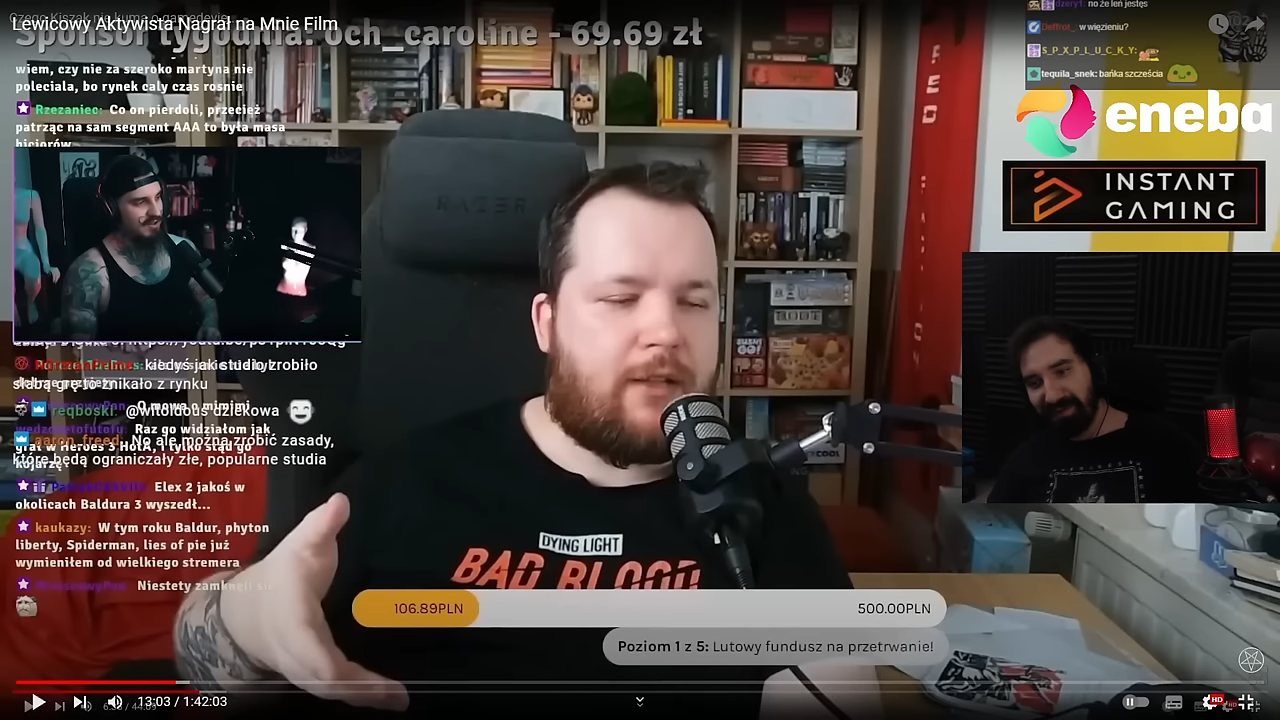 Lewicowy Aktywista Nagrał na Mnie Film
Sponsor tygodnia: och_caroline - 69.69 zł
wiem, czy nie za szeroko martyna nie
poleciala, bo rynek caly czas rosnie
Rzezaniec: Co on pierdoli, przecież
patrząc na sam segment AAA to była masa
hiciorów
kiedyś jak studio zrobiło
słabą grę to znikało z rynku
reqboski: @witoldbas dziękowa
aaron_freed: No ale można zrobić zasady,
które będą ograniczały złe, popularne studia
Raz go widziałom jak
grał w Heroes 3 HotA, i tylko stąd go
Elex 2 jakoś w
okolicach Baldura 3 wyszedł...
kaukazy: W tym roku Baldur, phyton
liberty, Spiderman, lies of pie już
wymieniłem od wielkiego stremera
Niestety zamknęli
RAZER
DYING LIGHT
BAD BLOOD
106.89PLN
500.00PLN
Poziom 1 z 5: Lutowy fundusz na przetrwanie!
no że leń jesteś
w więzieniu?
S_P_X_P_L_U_C_K_Y:
tequila_snek: bańka szcześcia
eneba
INSTANT
GAMING
13:03 / 1:42:03
HD